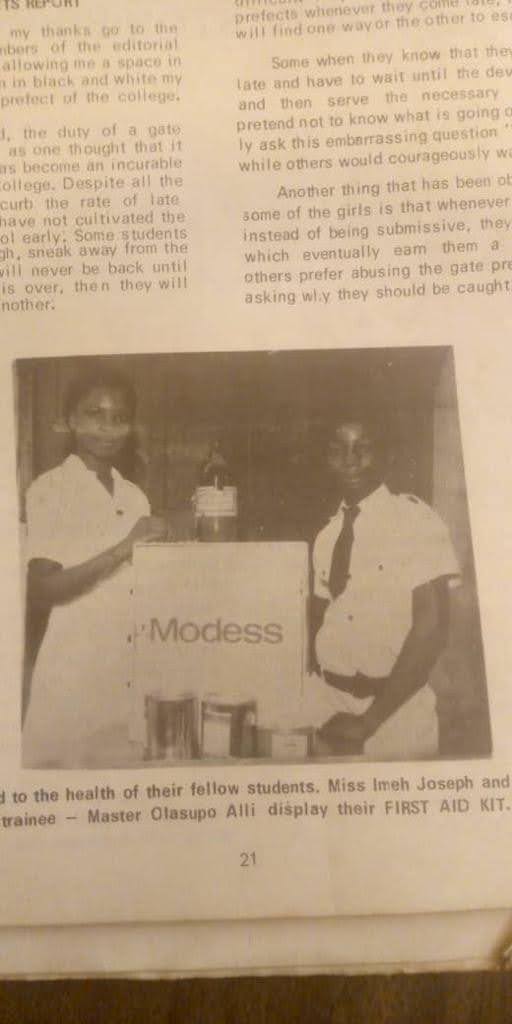 TS REPORT
my thanks go to the
nbers of the editorial
allowing me a space in
n in black and white my
prefect of the college.
d, the duty of a gate
as one thought that it
as become an incurable
college. Despite all the
curb the rate of late
have not cultivated the
ol early. Some students
gh, sneak away from the
will never be back until
is over, then they will
nother.
prefects whenever they come late,
will find one way or the other to es
Some when they know that they
late and have to wait until the dev
and then serve the necessary
pretend not to know what is going o
ly ask this embarrassing question "
while others would courageously wa
Another thing that has been ob
some of the girls is that whenever
instead of being submissive, they
which eventually earn them a
others prefer abusing the gate pre
asking why they should be caught
Modess
d to the health of their fellow students. Miss Imeh Joseph and
trainee – Master Olasupo Alli display their FIRST AID KIT.
21